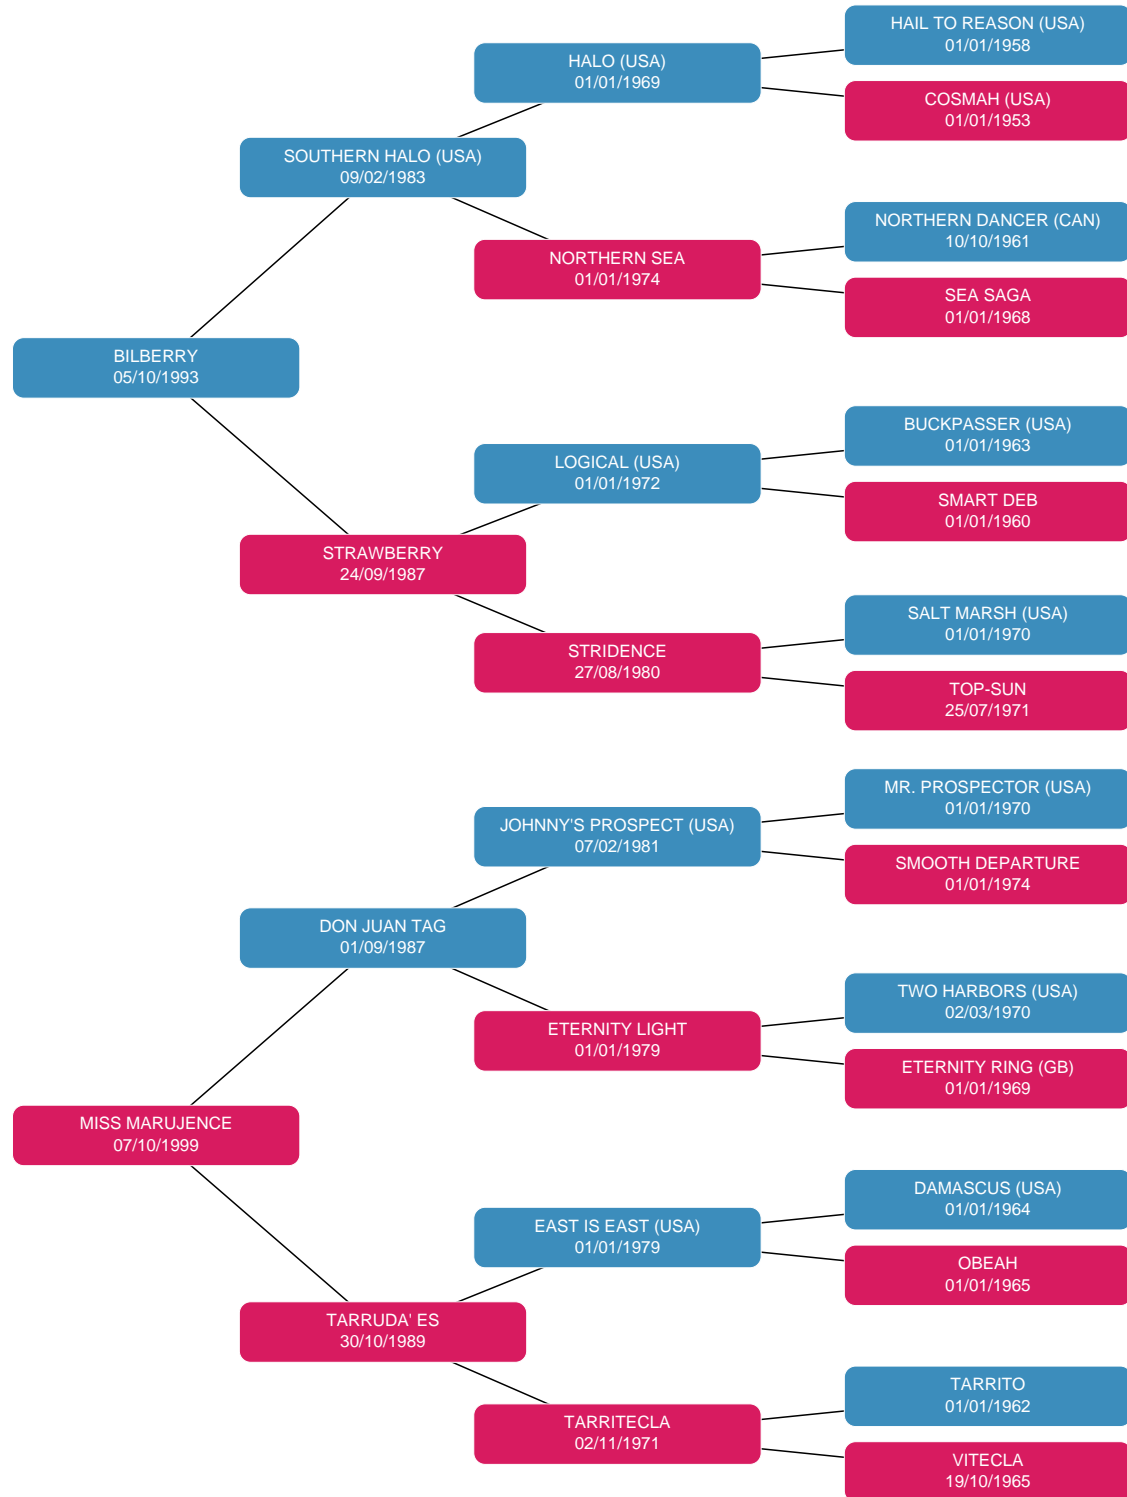 HAIL TO REASON (USA)
01/01/1958
HALO (USA)
01/01/1969
COSMAH (USA)
01/01/1953
SOUTHERN HALO (USA)
09/02/1983
NORTHERN DANCER (CAN)
10/10/1961
NORTHERN SEA
01/01/1974
SEA SAGA
01/01/1968
BILBERRY
05/10/1993
BUCKPASSER (USA)
01/01/1963
LOGICAL (USA)
01/01/1972
SMART DEB
01/01/1960
STRAWBERRY
24/09/1987
SALT MARSH (USA)
01/01/1970
STRIDENCE
27/08/1980
TOP-SUN
25/07/1971
MR. PROSPECTOR (USA)
01/01/1970
JOHNNY'S PROSPECT (USA)
07/02/1981
SMOOTH DEPARTURE
01/01/1974
DON JUAN TAG
01/09/1987
TWO HARBORS (USA)
02/03/1970
ETERNITY LIGHT
01/01/1979
ETERNITY RING (GB)
01/01/1969
MISS MARUJENCE
07/10/1999
DAMASCUS (USA)
01/01/1964
EAST IS EAST (USA)
01/01/1979
OBEAH
01/01/1965
TARRUDA' ES
30/10/1989
TARRITO
01/01/1962
TARRITECLA
02/11/1971
VITECLA
19/10/1965